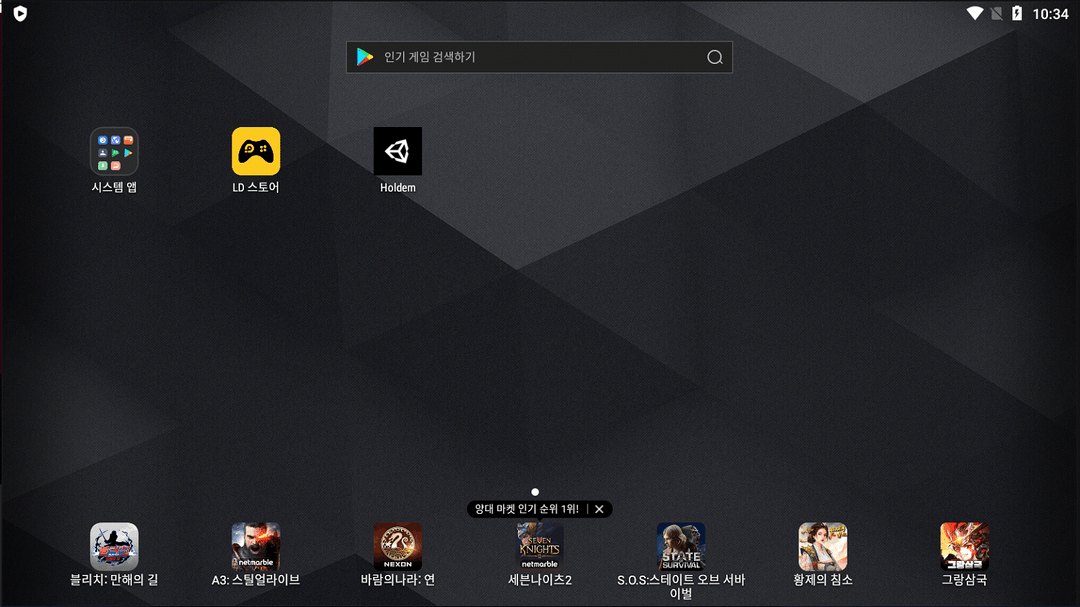 10:34
인기 게임 검색하기
시스템 앱
LD 스토어
Holdem
양대 마켓 인기 순위 1위!
netmarble
NEXON
SEVEN
KNIGHTS
netmarble
STATE
SURVIVAL
그랑삼국
블리치: 만해의 길
A3: 스틸얼라이브
바람의나라: 연
세븐나이츠2
S.O.S:스테이트 오브 서바
이벌
황제의 침소
그랑삼국